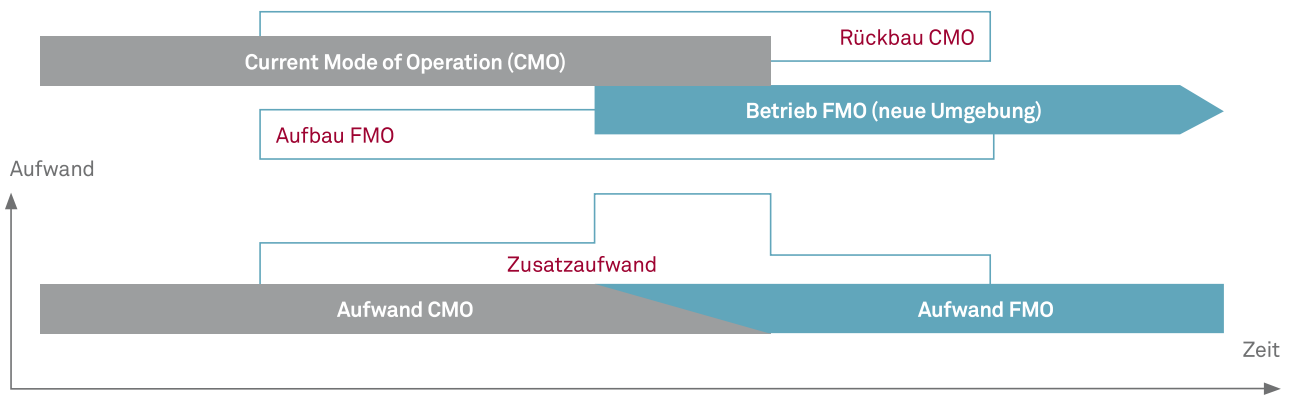 Rückbau CMO
Current Mode of Operation (CMO)
Betrieb FMO (neue Umgebung)
Aufbau FMO
Aufwand
Zusatzaufwand
Aufwand CMO
Aufwand FMO
Zeit